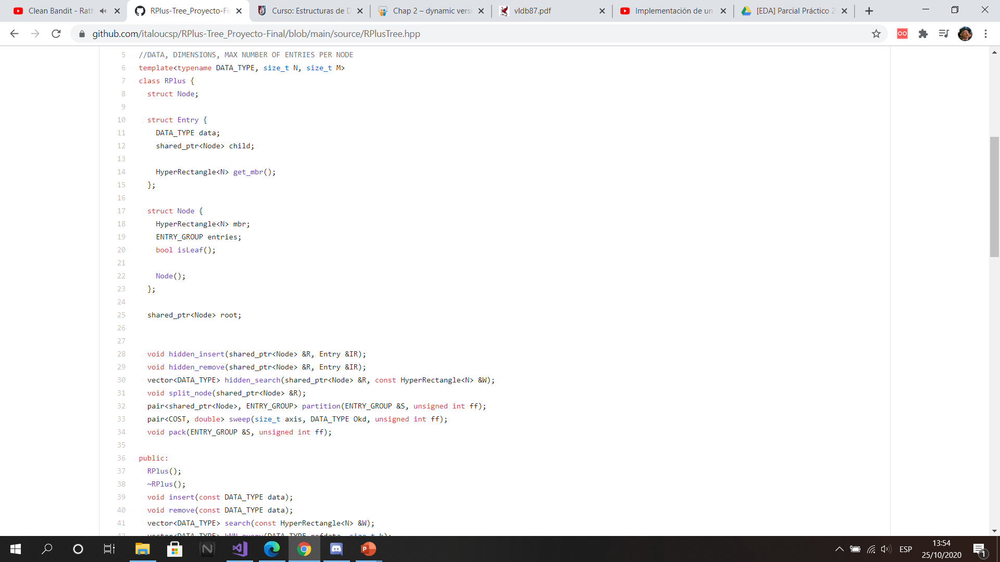 Clean Bandit - Rath
RPlus-Tree_Proyecto-Fi
Curso: Estructuras de D
Chap 2 – dynamic versi
vldb87.pdf
Implementación de un
[EDA] Parcial Práctico 2
github.com/italoucsp/RPlus-Tree_Proyecto-Final/blob/main/source/RPlusTree.hpp
5 //DATA, DIMENSIONS, MAX NUMBER OF ENTRIES PER NODE
6 template<typename DATA_TYPE, size_t N, size_t M>
7 class RPlus {
8 struct Node;
9
10 struct Entry {
11 DATA_TYPE data;
12 shared_ptr<Node> child;
13
14 HyperRectangle<N> get_mbr();
15 };
16
17 struct Node {
18 HyperRectangle<N> mbr;
19 ENTRY_GROUP entries;
20 bool isLeaf();
21
22 Node();
23 };
24
25 shared_ptr<Node> root;
26
27
28 void hidden_insert(shared_ptr<Node> &R, Entry &IR);
29 void hidden_remove(shared_ptr<Node> &R, Entry &IR);
30 vector<DATA_TYPE> hidden_search(shared_ptr<Node> &R, const HyperRectangle<N> &W);
31 void split_node(shared_ptr<Node> &R);
32 pair<shared_ptr<Node>, ENTRY_GROUP> partition(ENTRY_GROUP &S, unsigned int ff);
33 pair<COST, double> sweep(size_t axis, DATA_TYPE Okd, unsigned int ff);
34 void pack(ENTRY_GROUP &S, unsigned int ff);
35
36 public:
37 RPlus();
38 ~RPlus();
39 void insert(const DATA_TYPE data);
40 void remove(const DATA_TYPE data);
41 vector<DATA_TYPE> search(const HyperRectangle<N> &W);
42 vector<DATA_TYPE> kNN_query(DATA_TYPE refdata, size_t k);
ESP
13:54
25/10/2020
1